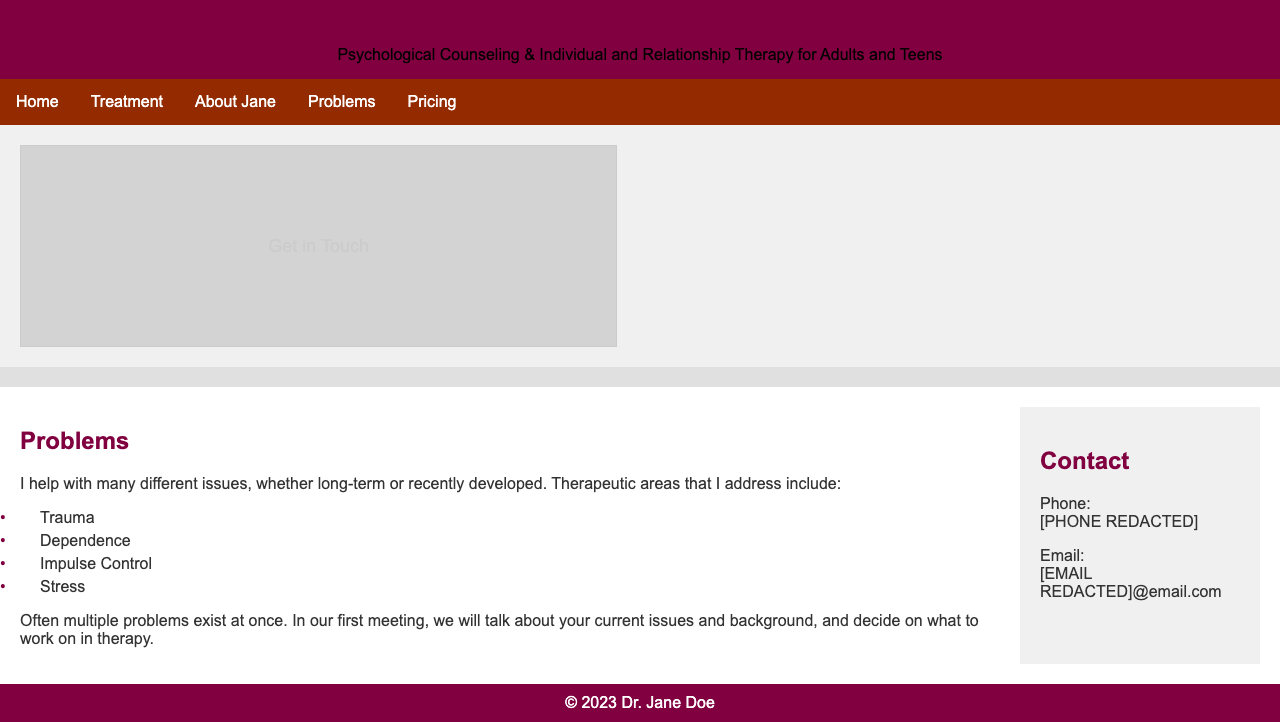 Psychological Counseling & Individual and Relationship Therapy for Adults and Teens
Home Treatment About Jane Problems Pricing
Get in Touch
Problems
I help with many different issues, whether long-term or recently developed. Therapeutic areas that I address include:
• Trauma
• Dependence
• Impulse Control
• Stress
Often multiple problems exist at once. In our first meeting, we will talk about your current issues and background, and decide on what to
work on in therapy.
Contact
Phone:
[PHONE REDACTED]
Email:
[EMAIL
REDACTED]@email.com
© 2023 Dr. Jane Doe